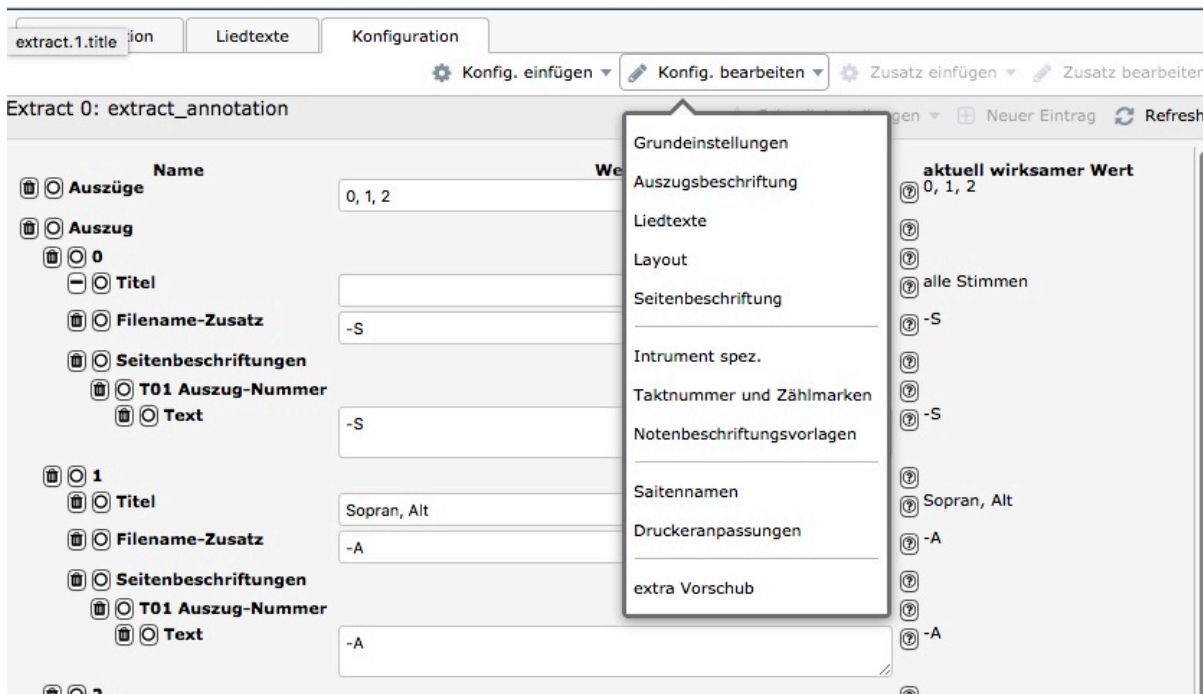 extract.1.title ion Liedtexte Konfiguration
Konfig. einfügen Konfig. bearbeiten Zusatz einfügen Zusatz bearbeiten
Extract 0: extract_annotation gen Neuer Eintrag Refresh
Grundeinstellungen
Auszugsbeschriftung
Liedtexte
Layout
Seitenbeschriftung
Intrument spez.
Taktnummer und Zählmarken
Notenbeschriftungsvorlagen
Saitennamen
Druckeranpassungen
extra Vorschub
Name We aktuell wirksamer Wert
Auszüge 0, 1, 2 0, 1, 2
Auszug
0
Titel alle Stimmen
Filename-Zusatz -S -S
Seitenbeschriftungen
T01 Auszug-Nummer
Text -S -S
1
Titel Sopran, Alt Sopran, Alt
Filename-Zusatz -A -A
Seitenbeschriftungen
T01 Auszug-Nummer
Text -A -A